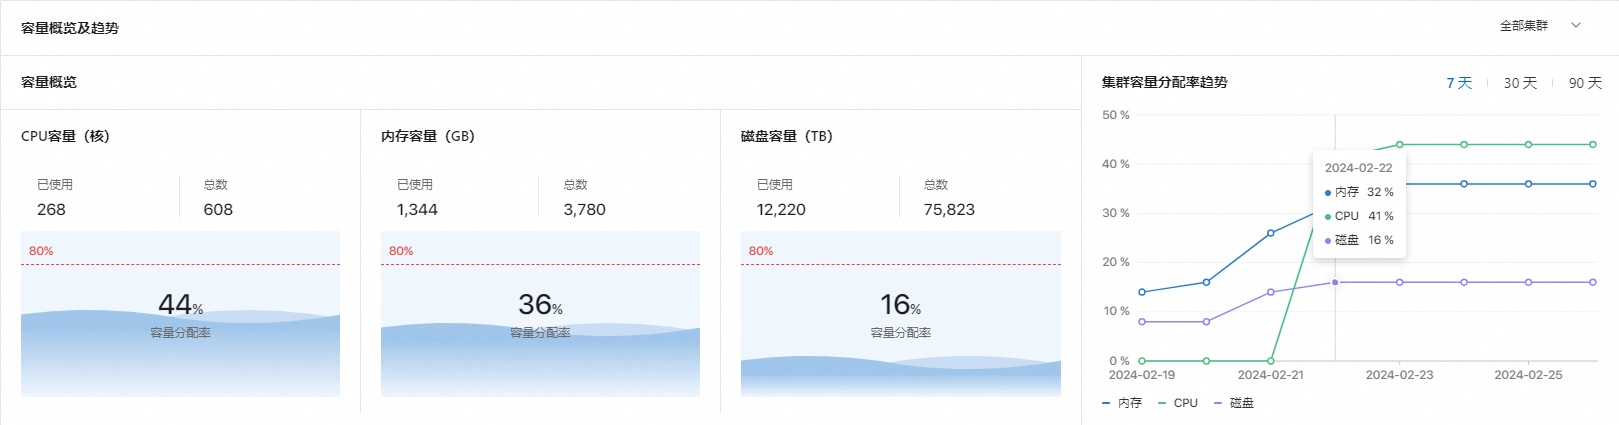 容量概览及趋势
全部集群
容量概览
CPU容量（核）
已使用
268
总数
608
80%
44%
容量分配率
内存容量（GB）
已使用
1,344
总数
3,780
80%
36%
容量分配率
磁盘容量（TB）
已使用
12,220
总数
75,823
80%
16%
容量分配率
集群容量分配率趋势
7 天
30 天
90 天
50 %
40 %
30 %
20 %
10 %
0 %
2024-02-22
内存 32 %
CPU 41 %
磁盘 16 %
2024-02-19
2024-02-21
2024-02-23
2024-02-25
内存
CPU
磁盘